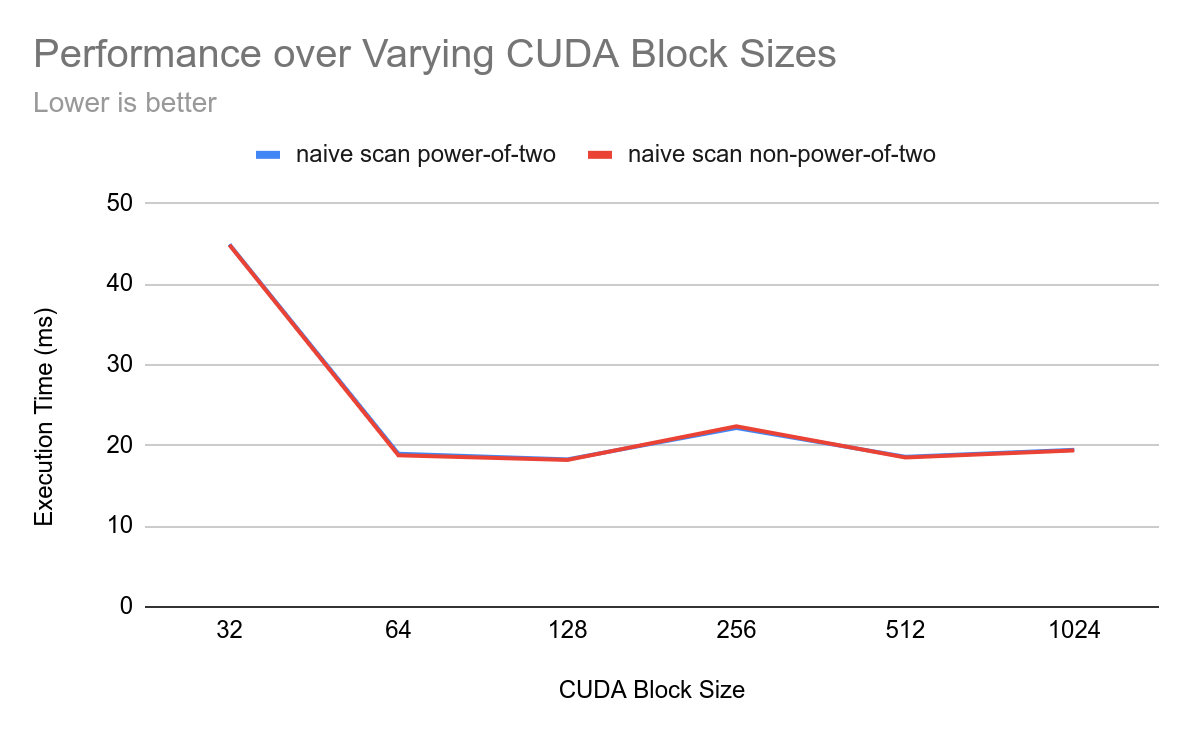 Performance over Varying CUDA Block Sizes
Lower is better
naive scan power-of-two naive scan non-power-of-two
50
40
30
20
10
0
Execution Time (ms)
32 64 128 256 512 1024
CUDA Block Size